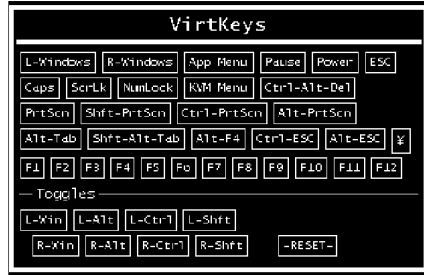 VirtKeys
L-Windows R-Windows App Menu Pause Power ESC
Caps ScrLk NumLock KVM Menu Ctrl-Alt-Del
PrtScn Shft-PrtScn Ctrl-PrtScn Alt-PrtScn
Alt-Tab Shft-Alt-Tab Alt-F4 Ctrl-ESC Alt-ESC ¥
F1 F2 F3 F4 F5 F6 F7 F8 F9 F10 F11 F12
Toggles
L-Win L-Alt L-Ctrl L-Shft
R-Win R-Alt R-Ctrl R-Shft -RESET-